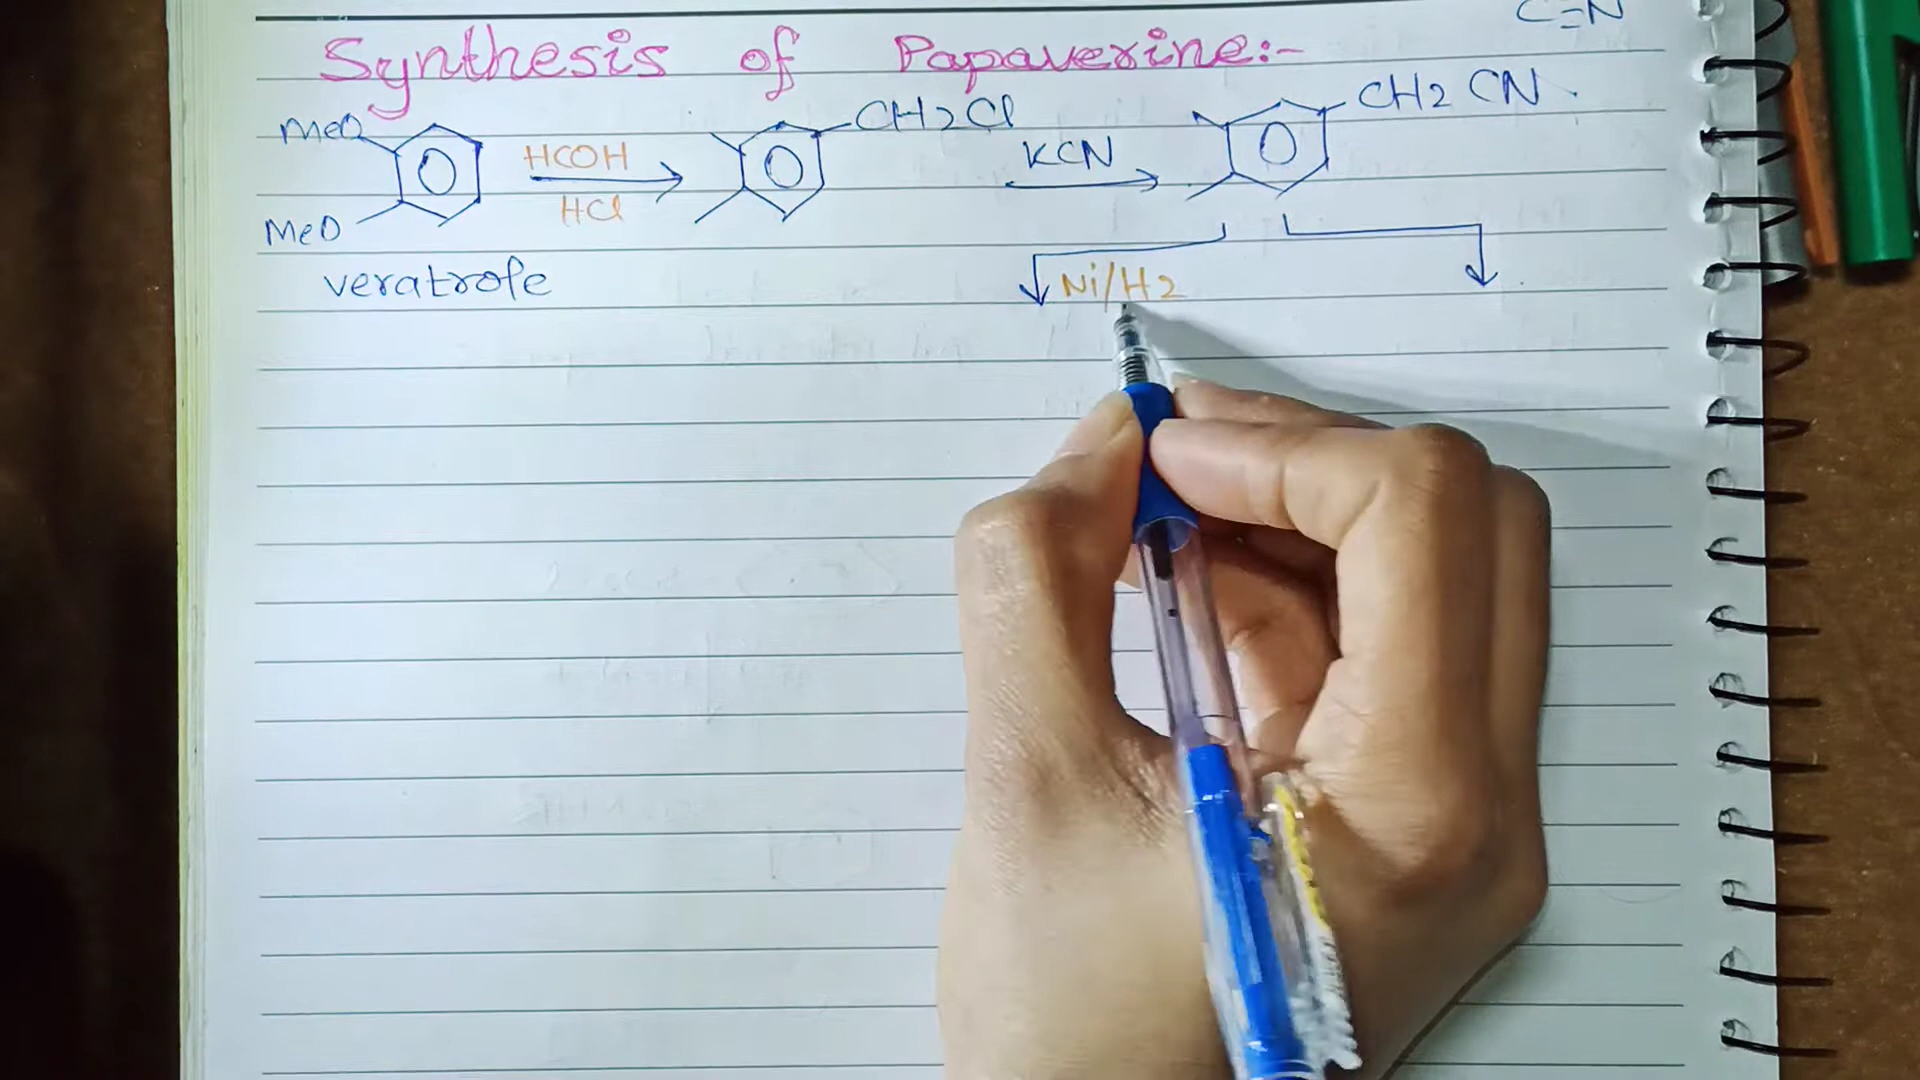 C≡N
Synthesis of Papaverine:-
MeO CH2Cl CH2CN
HCOH KCN
HCl
MeO
veratrole Ni/H2